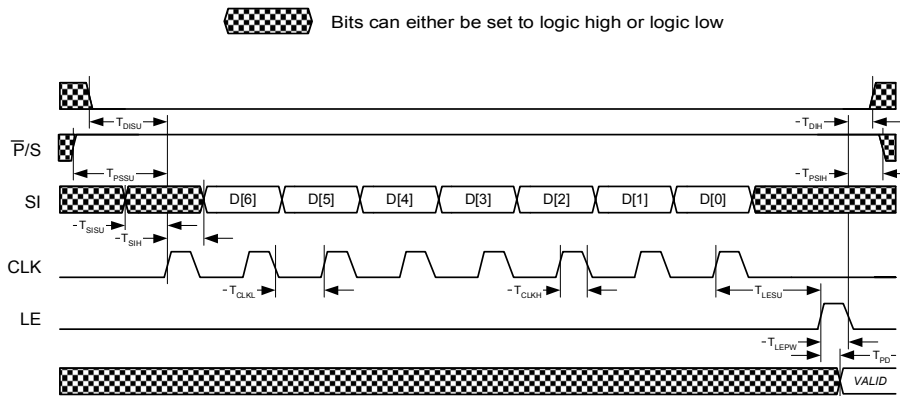 Bits can either be set to logic high or logic low
T_DISU
T_DIH
P̅/S
T_PSSU
T_PSIH
SI
D[6] D[5] D[4] D[3] D[2] D[1] D[0]
T_SISU
T_SIH
CLK
T_CLKL
T_CLKH
T_LESU
LE
T_LEPW
T_PD
VALID